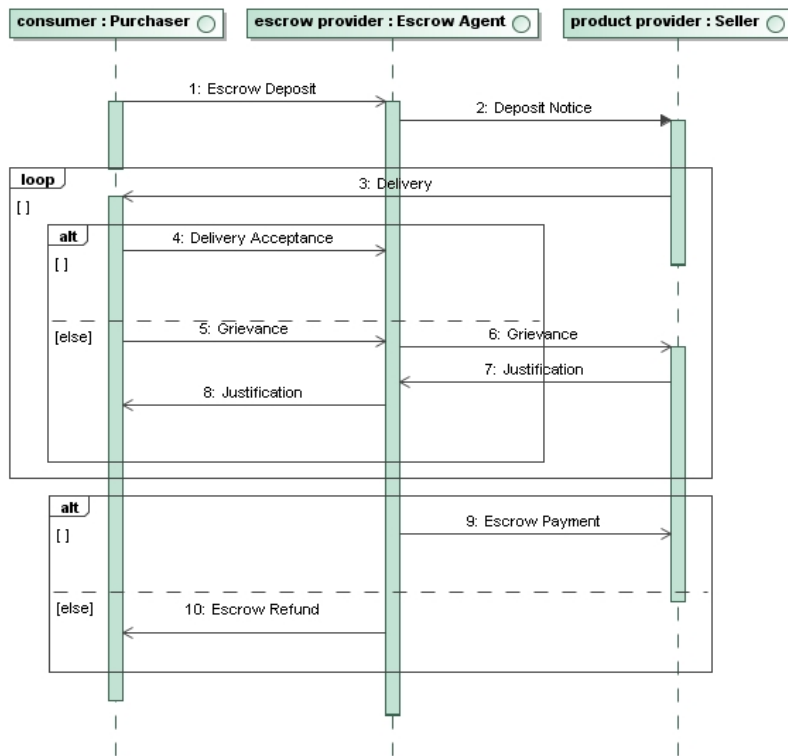 consumer : Purchaser
escrow provider : Escrow Agent
product provider : Seller
1: Escrow Deposit
2: Deposit Notice
loop
3: Delivery
[ ]
alt
4: Delivery Acceptance
[ ]
[else]
5: Grievance
6: Grievance
7: Justification
8: Justification
alt
9: Escrow Payment
[ ]
[else]
10: Escrow Refund